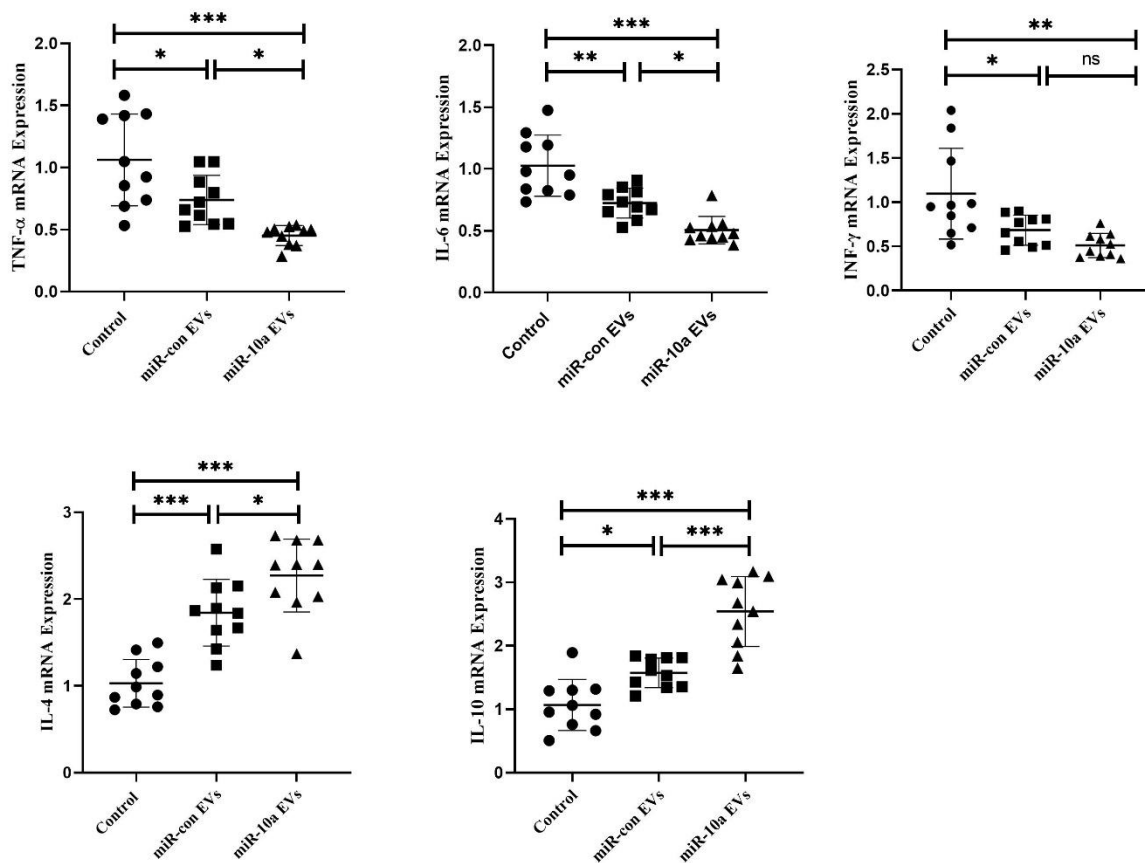 ***
*
*
TNF-α mRNA Expression
2.0
1.5
1.0
0.5
0.0
Control
miR-con EVs
miR-10a EVs
***
**
*
IL-6 mRNA Expression
2.0
1.5
1.0
0.5
0.0
Control
miR-con EVs
miR-10a EVs
**
*
ns
INF-γ mRNA Expression
2.5
2.0
1.5
1.0
0.5
0.0
Control
miR-con EVs
miR-10a EVs
***
***
*
IL-4 mRNA Expression
3
2
1
0
Control
miR-con EVs
miR-10a EVs
***
*
***
IL-10 mRNA Expression
4
3
2
1
0
Control
miR-con EVs
miR-10a EVs